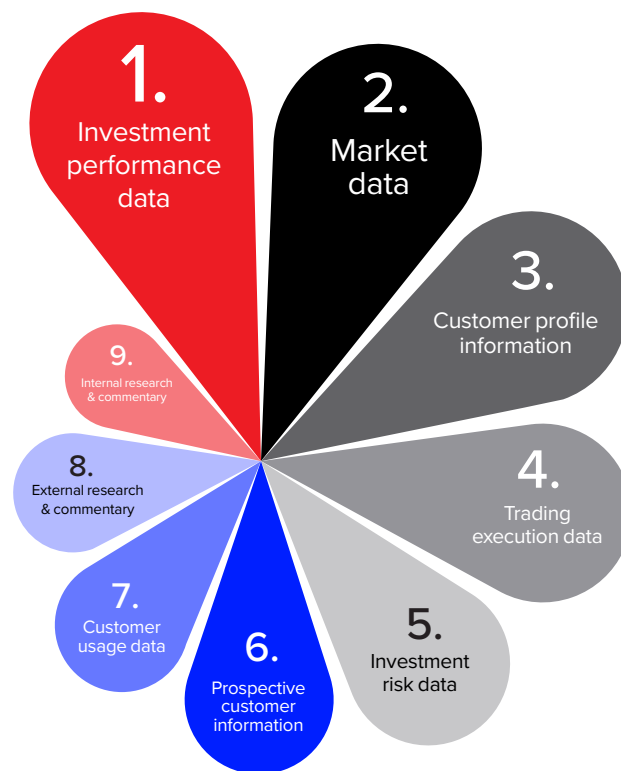 1.
Investment
performance
data
2.
Market
data
3.
Customer profile
information
4.
Trading
execution data
5.
Investment
risk data
6.
Prospective
customer
information
7.
Customer
usage data
8.
External research
& commentary
9.
Internal research
& commentary